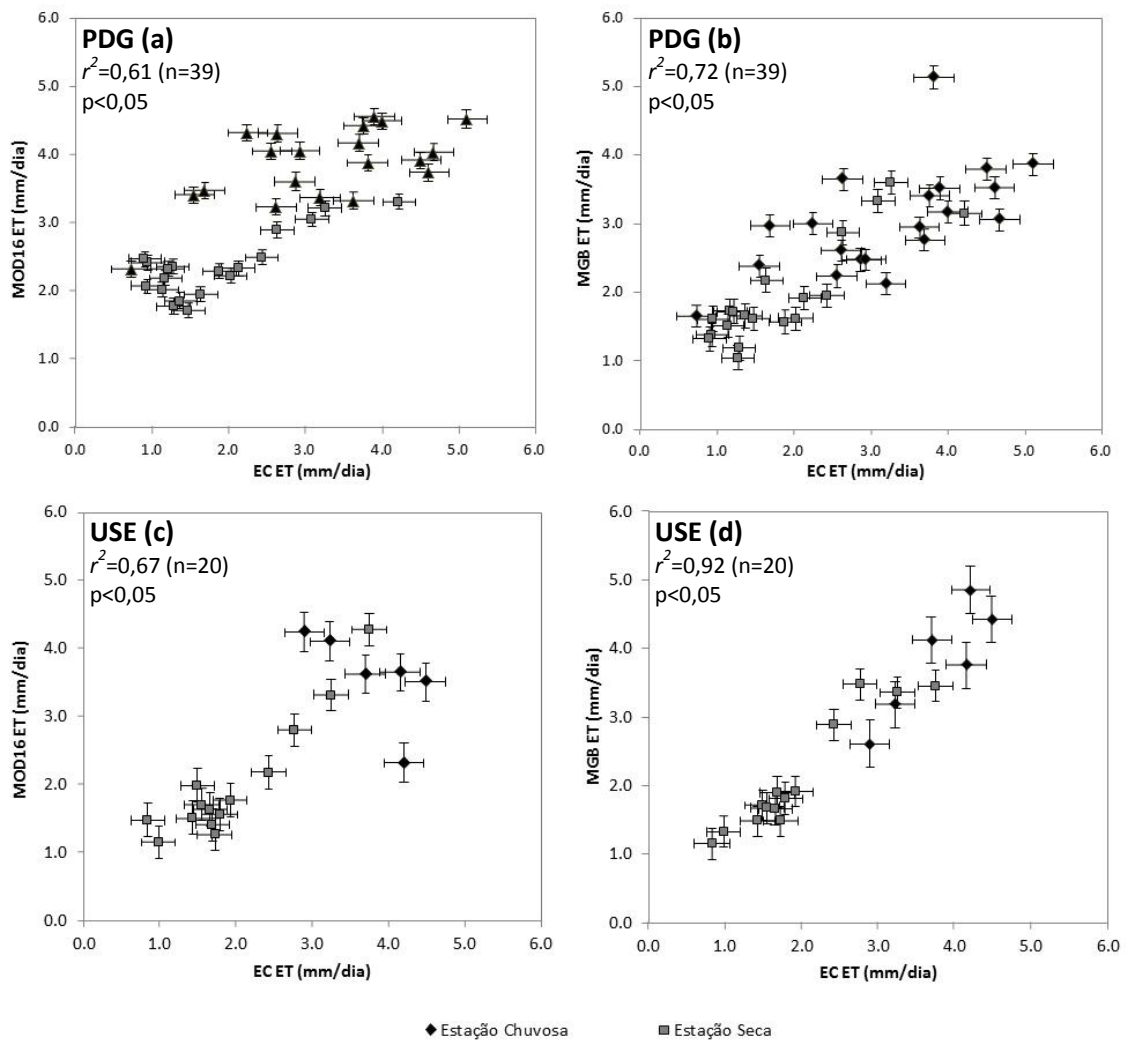 PDG (a)
r²=0,61 (n=39)
p<0,05
MOD16 ET (mm/dia)
6.0
5.0
4.0
3.0
2.0
1.0
0.0
0.0 1.0 2.0 3.0 4.0 5.0 6.0
EC ET (mm/dia)
PDG (b)
r²=0,72 (n=39)
p<0,05
MGB ET (mm/dia)
6.0
5.0
4.0
3.0
2.0
1.0
0.0
0.0 1.0 2.0 3.0 4.0 5.0 6.0
EC ET (mm/dia)
USE (c)
r²=0,67 (n=20)
p<0,05
MOD16 ET (mm/dia)
6.0
5.0
4.0
3.0
2.0
1.0
0.0
0.0 1.0 2.0 3.0 4.0 5.0 6.0
EC ET (mm/dia)
USE (d)
r²=0,92 (n=20)
p<0,05
MGB ET (mm/dia)
6.0
5.0
4.0
3.0
2.0
1.0
0.0
0.0 1.0 2.0 3.0 4.0 5.0 6.0
EC ET (mm/dia)
Estação Chuvosa Estação Seca